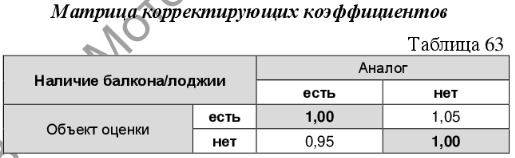 Матрица корректирующих коэффициентов
Таблица 63
Наличие балкона/лоджии Аналог
есть нет
Объект оценки есть 1,00 1,05
нет 0,95 1,00